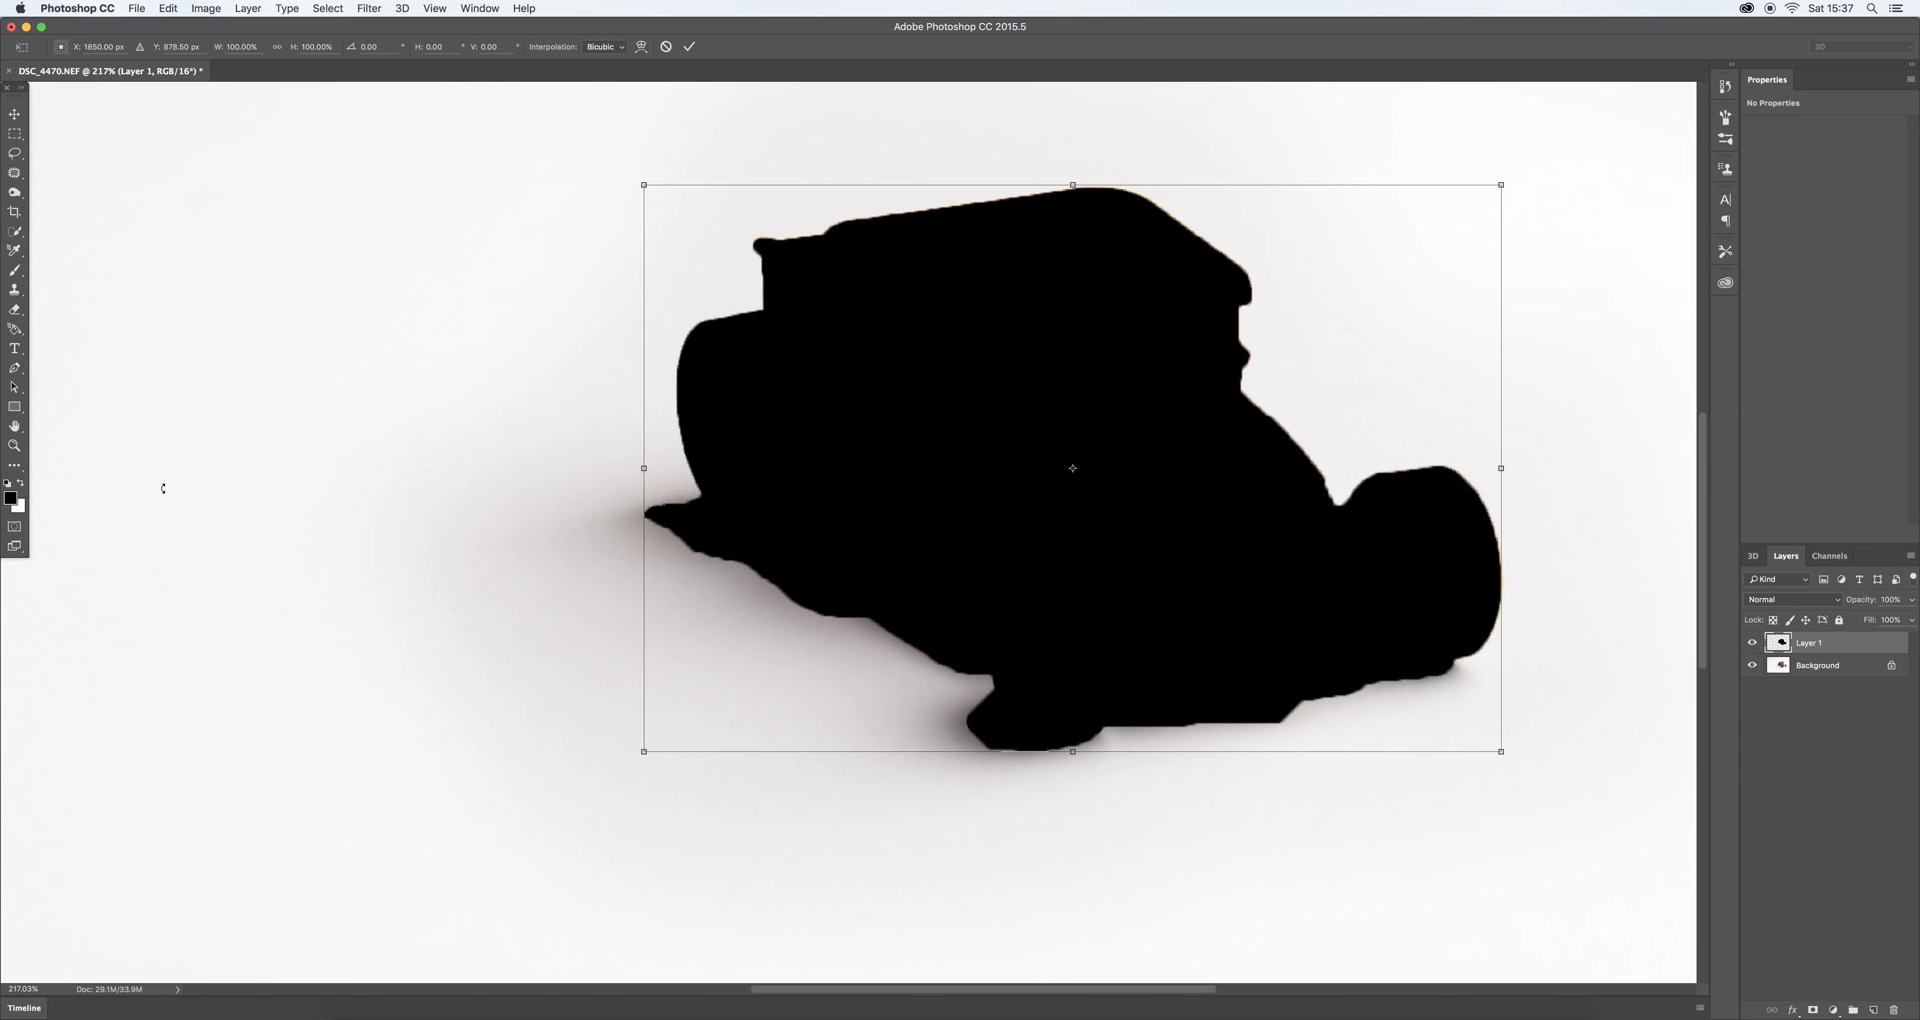 Photoshop CC File Edit Image Layer Type Select Filter 3D View Window Help Sat 15:37
Adobe Photoshop CC 2015.5
X: 1850.00 px Y: 878.50 px W: 100.00% H: 100.00% 0.00 ° H: 0.00 ° V: 0.00 ° Interpolation: Bicubic 3D
DSC_4470.NEF @ 217% (Layer 1, RGB/16*) *
Properties
No Properties
3D Layers Channels
Kind
Normal Opacity: 100%
Lock: Fill: 100%
Layer 1
Background
217.03% Doc: 29.1M/33.9M
Timeline